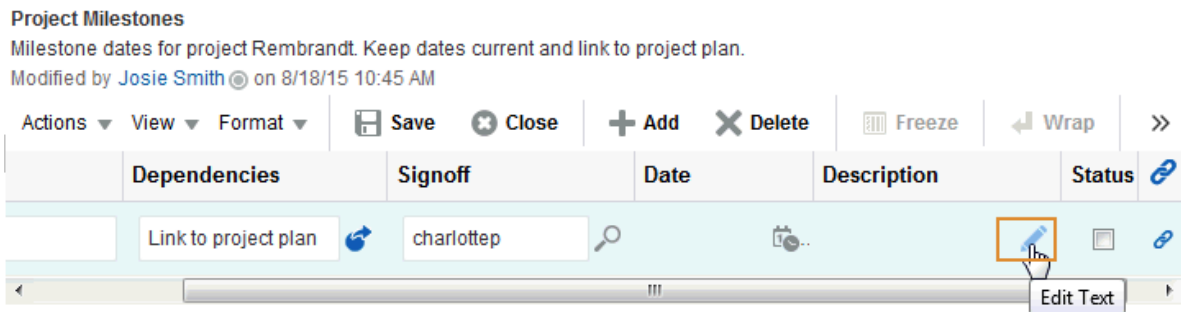 Project Milestones
Milestone dates for project Rembrandt. Keep dates current and link to project plan.
Modified by Josie Smith on 8/18/15 10:45 AM
Actions View Format Save Close Add Delete Freeze Wrap »
Dependencies Signoff Date Description Status
Link to project plan charlottep ..
Edit Text